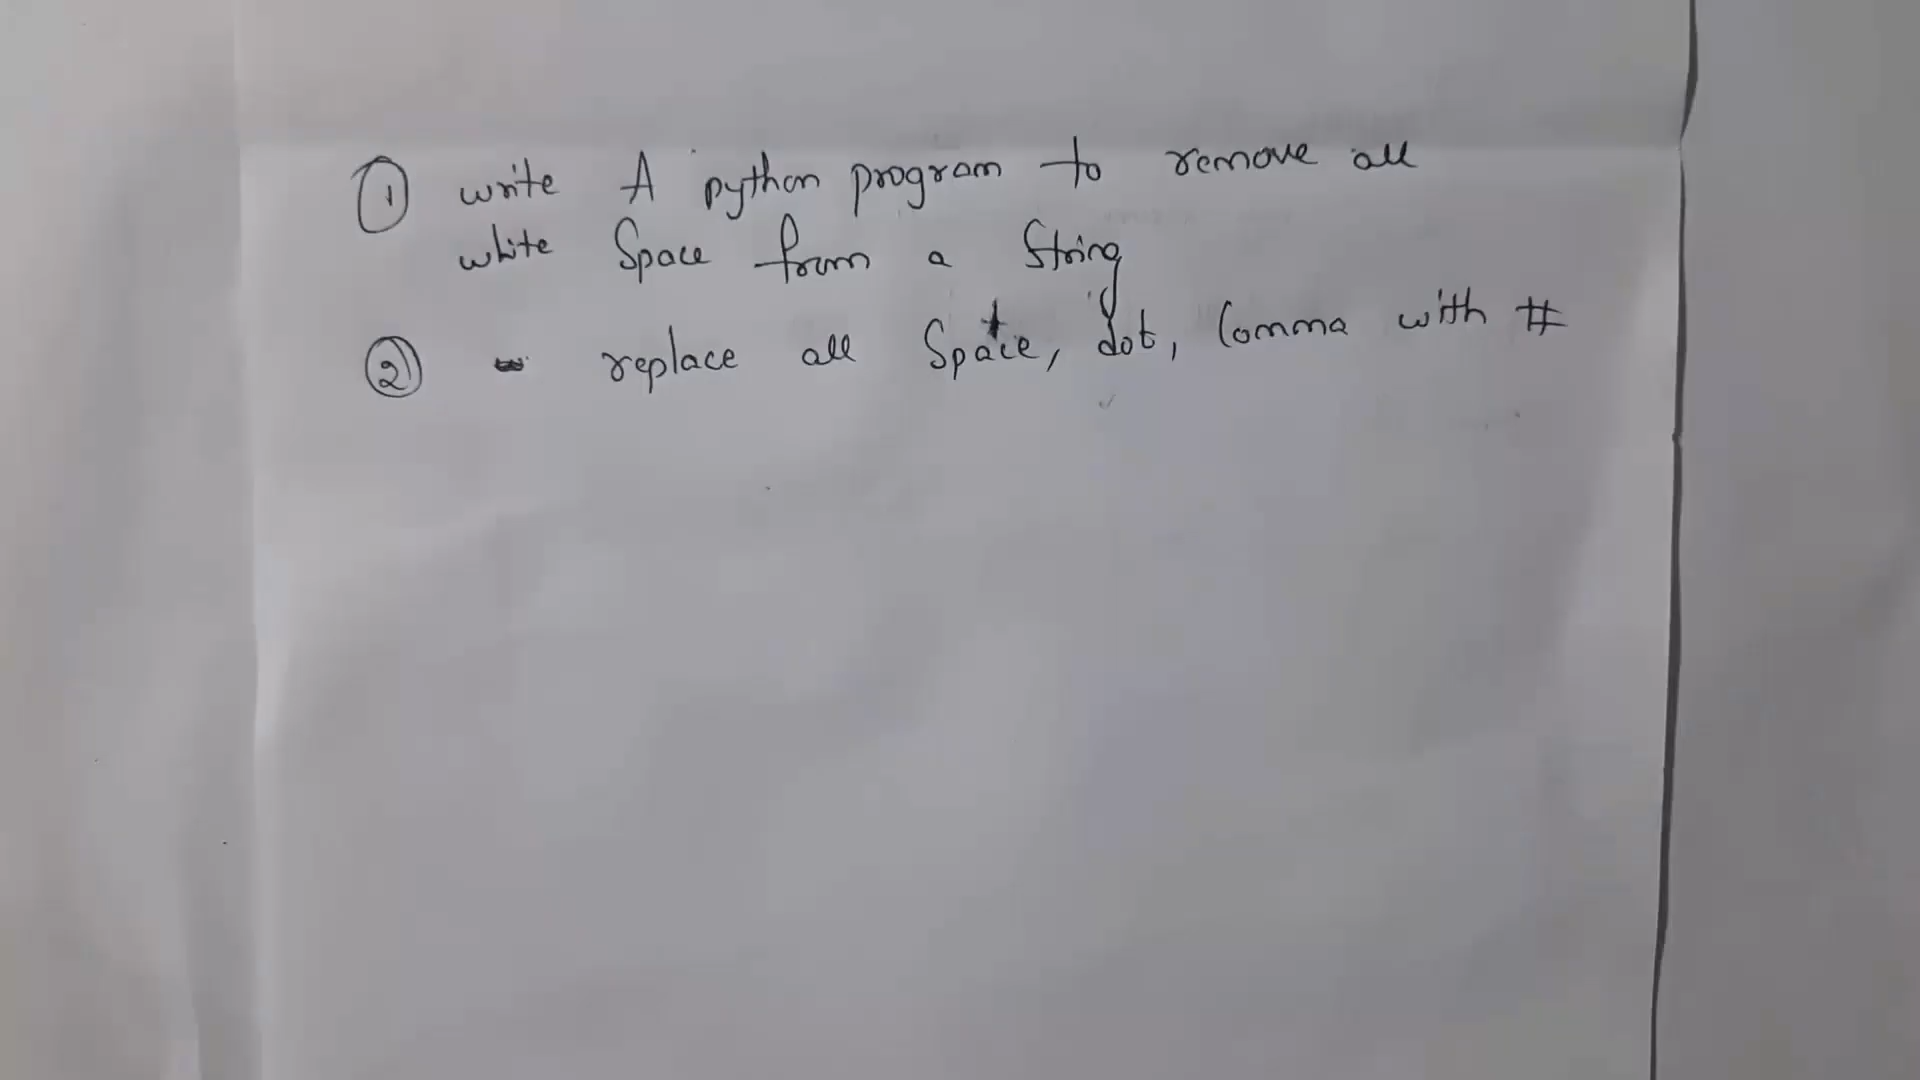 ① write A python program to remove all
white Space from a String
② replace all Space, dot, Comma with #